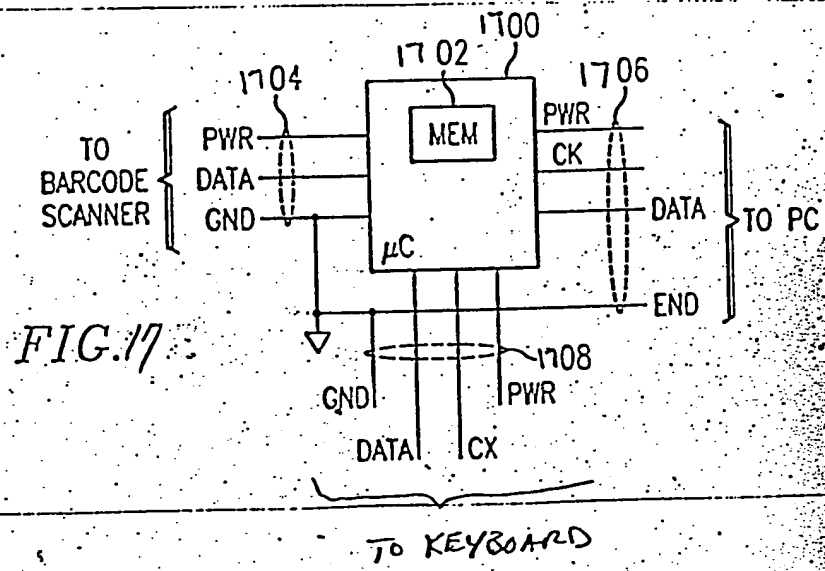 1700
1702
1704
1706
MEM
PWR
DATA
GND
TO
BARCODE
SCANNER
μC
PWR
CK
DATA
END
TO PC
FIG.17
1708
GND
PWR
DATA
CX
TO KEYBOARD